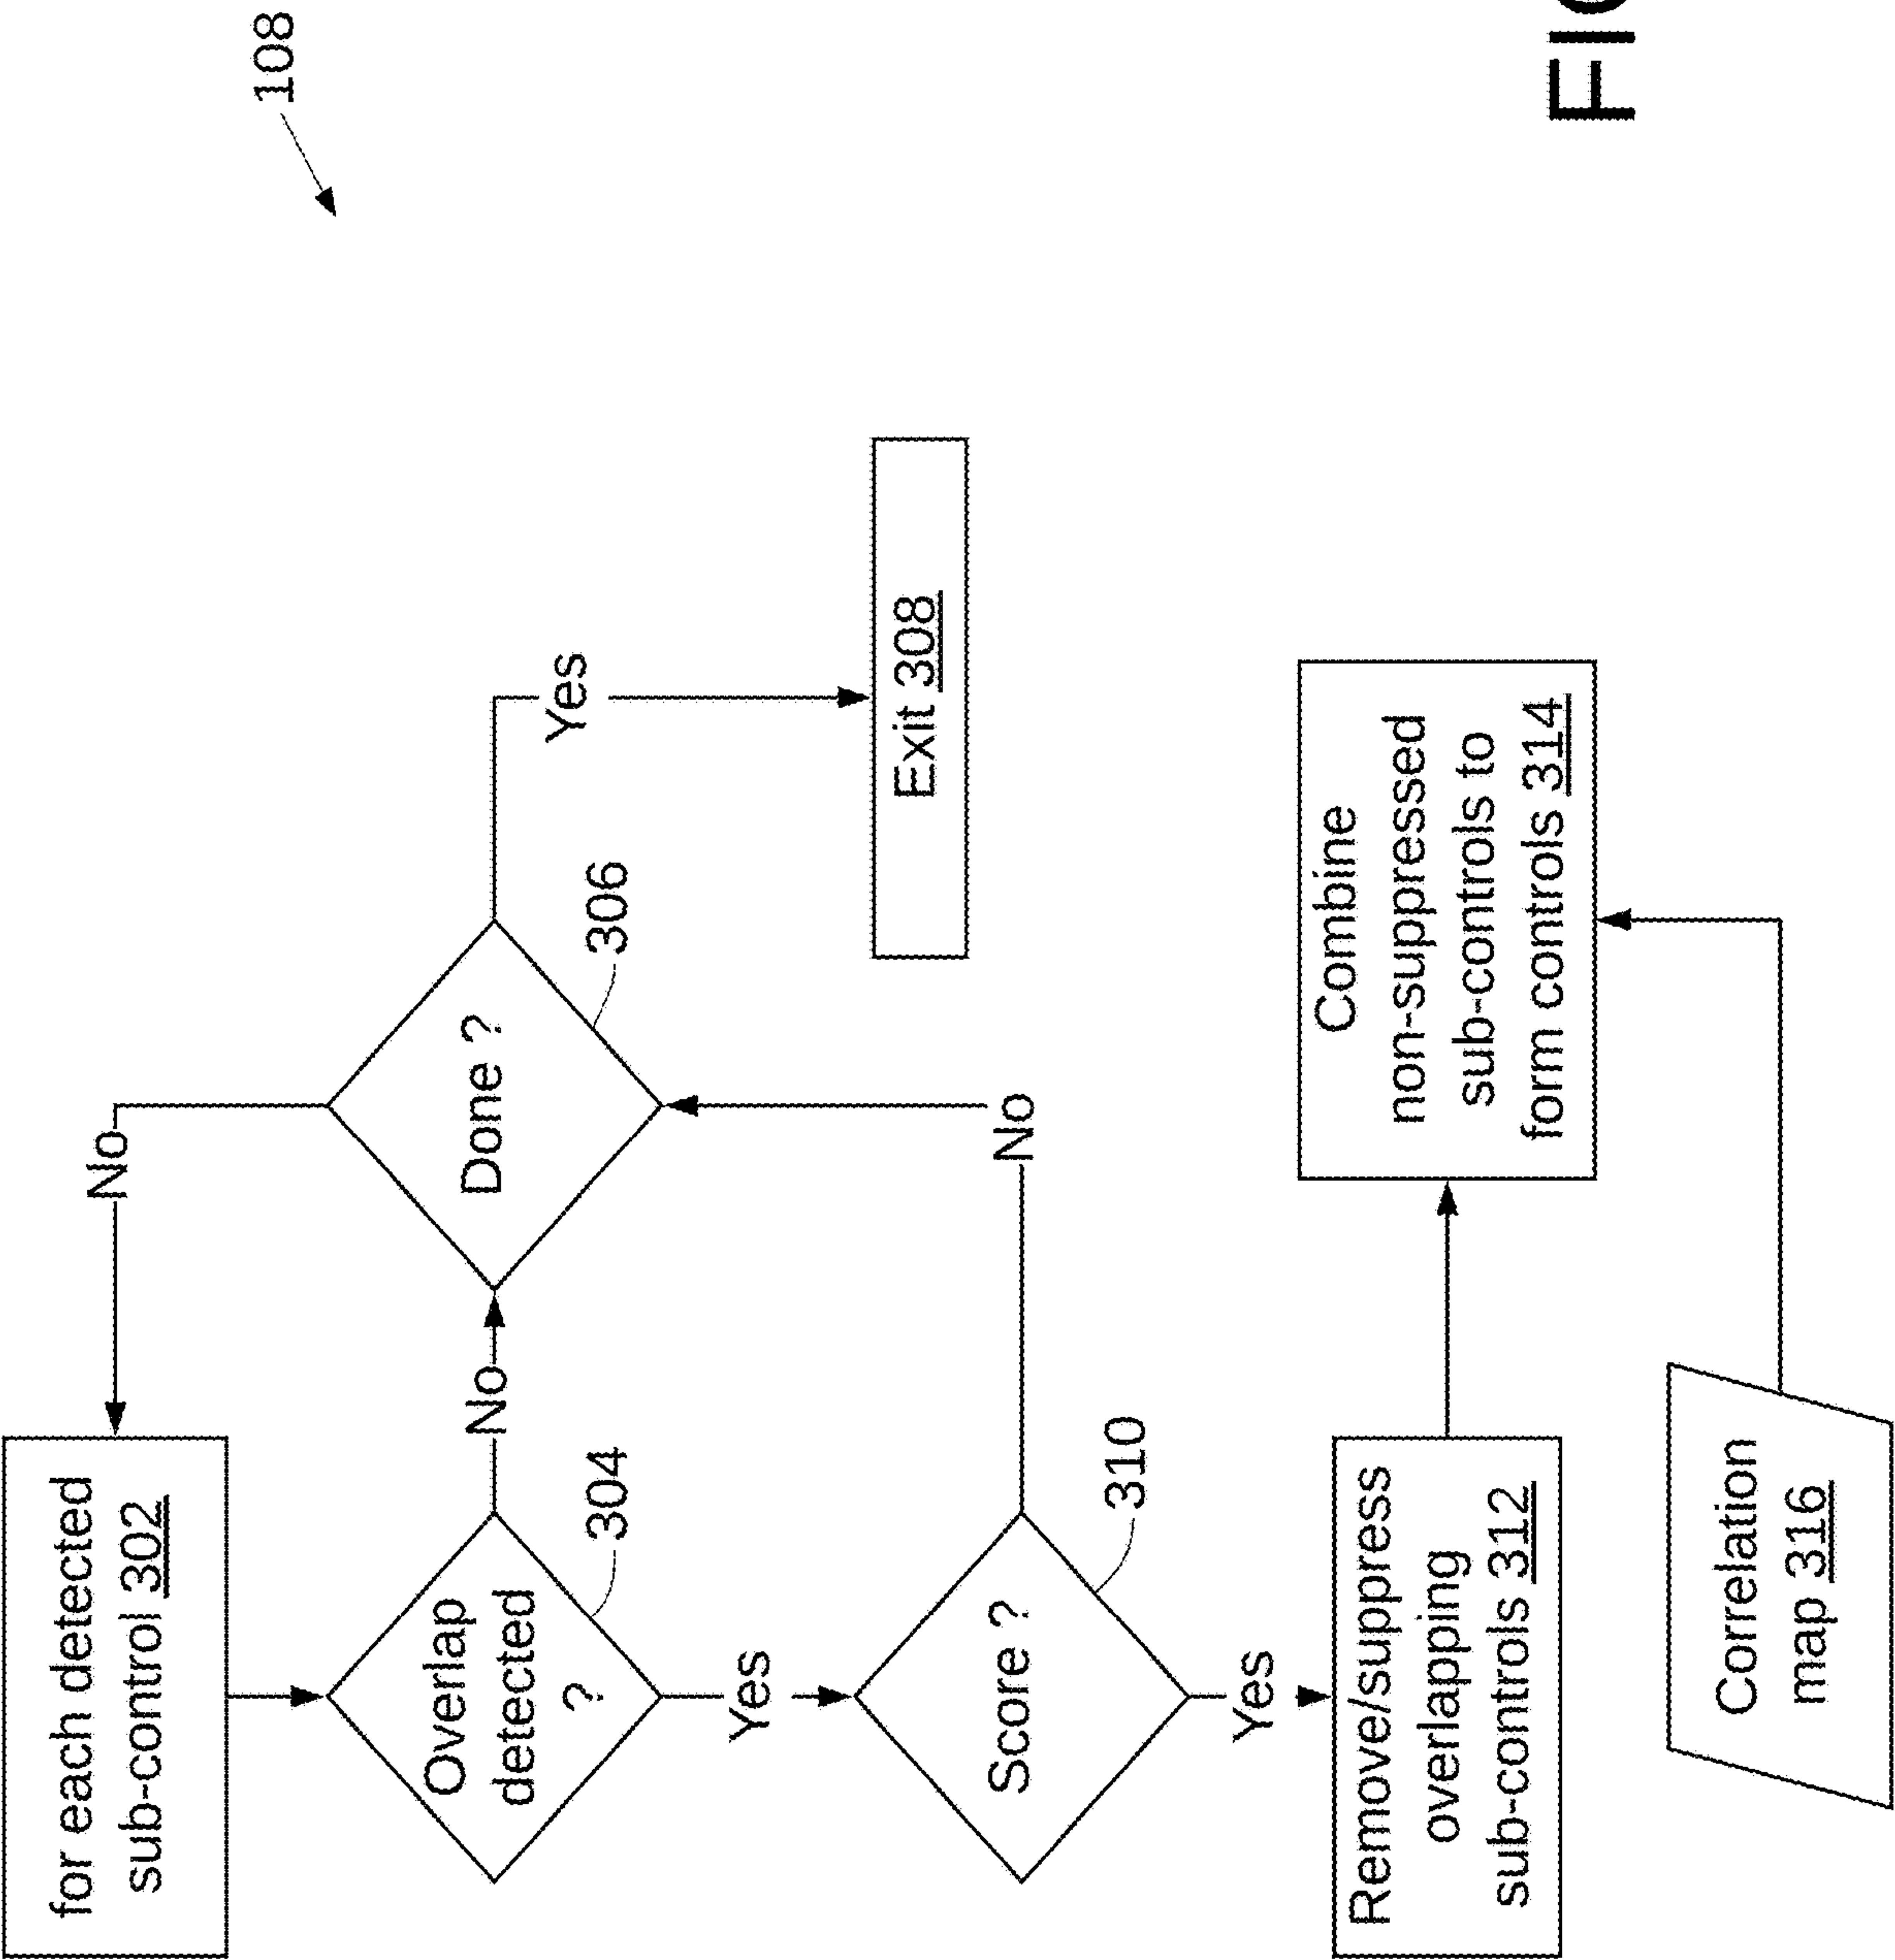 108
for each detected
sub-control 302
No
Overlap
detected
?
304
No
Done ?
306
Yes
Exit 308
Yes
Score ?
310
No
Yes
Remove/suppress
overlapping
sub-controls 312
Combine
non-suppressed
sub-controls to
form controls 314
Correlation
map 316